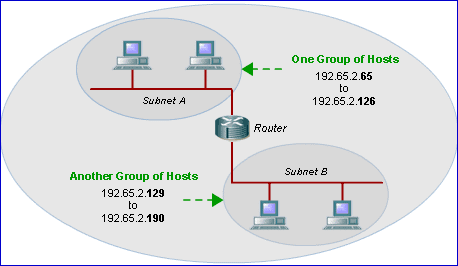 One Group of Hosts
192.65.2.65
to
192.65.2.126
Subnet A
Router
Subnet B
Another Group of Hosts
192.65.2.129
to
192.65.2.190